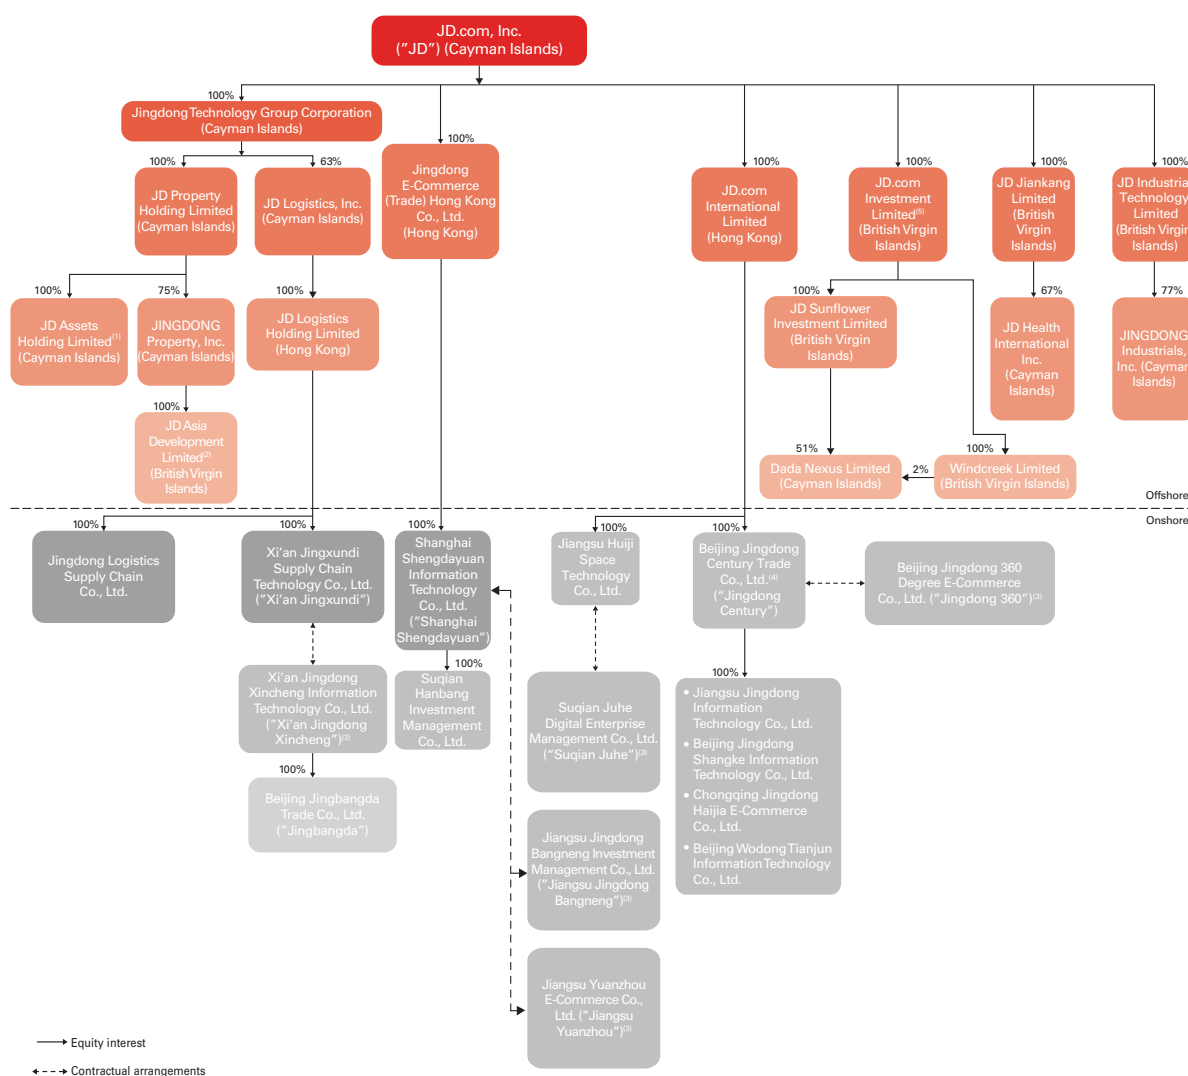 JD.com, Inc.
("JD") (Cayman Islands)
100%
Jingdong Technology Group Corporation
(Cayman Islands)
100%
JD Property
Holding Limited
(Cayman Islands)
63%
JD Logistics, Inc.
(Cayman Islands)
100%
Jingdong
E-Commerce
(Trade) Hong Kong
Co., Ltd.
(Hong Kong)
100%
JD.com
International
Limited
(Hong Kong)
100%
JD.com
Investment
Limited(5)
(British Virgin
Islands)
100%
JD Jiankang
Limited
(British
Virgin
Islands)
100%
JD Industrial
Technology
Limited
(British Virgin
Islands)
100%
JD Assets
Holding Limited(1)
(Cayman Islands)
75%
JINGDONG
Property, Inc.
(Cayman Islands)
100%
JD Logistics
Holding Limited
(Hong Kong)
100%
JD Sunflower
Investment Limited
(British Virgin
Islands)
67%
JD Health
International
Inc.
(Cayman
Islands)
77%
JINGDONG
Industrials,
Inc. (Cayman
Islands)
100%
JD Asia
Development
Limited(2)
(British Virgin
Islands)
51%
Dada Nexus Limited
(Cayman Islands)
2%
100%
Windcreek Limited
(British Virgin Islands)
Offshore
Onshore
100%
Jingdong Logistics
Supply Chain
Co., Ltd.
100%
Xi'an Jingxundi
Supply Chain
Technology Co., Ltd.
("Xi'an Jingxundi")
100%
Shanghai
Shengdayuan
Information
Technology
Co., Ltd.
("Shanghai
Shengdayuan")
100%
Jiangsu Huiji
Space
Technology
Co., Ltd.
100%
Beijing Jingdong
Century Trade
Co., Ltd.(4)
("Jingdong
Century")
Beijing Jingdong 360
Degree E-Commerce
Co., Ltd. ("Jingdong 360")(3)
Xi'an Jingdong
Xincheng Information
Technology Co., Ltd.
("Xi'an Jingdong
Xincheng")(3)
100%
Suqian
Hanbang
Investment
Management
Co., Ltd.
Suqian Juhe
Digital Enterprise
Management Co., Ltd.
("Suqian Juhe")(3)
100%
• Jiangsu Jingdong
Information
Technology Co., Ltd.
• Beijing Jingdong
Shangke Information
Technology Co., Ltd.
• Chongqing Jingdong
Haijia E-Commerce
Co., Ltd.
• Beijing Wodong Tianjun
Information Technology
Co., Ltd.
100%
Beijing Jingbangda
Trade Co., Ltd.
("Jingbangda")
Jiangsu Jingdong
Bangneng Investment
Management Co., Ltd.
("Jiangsu Jingdong
Bangneng")(3)
Jiangsu Yuanzhou
E-Commerce Co.,
Ltd. ("Jiangsu
Yuanzhou")(3)
Equity interest
Contractual arrangements